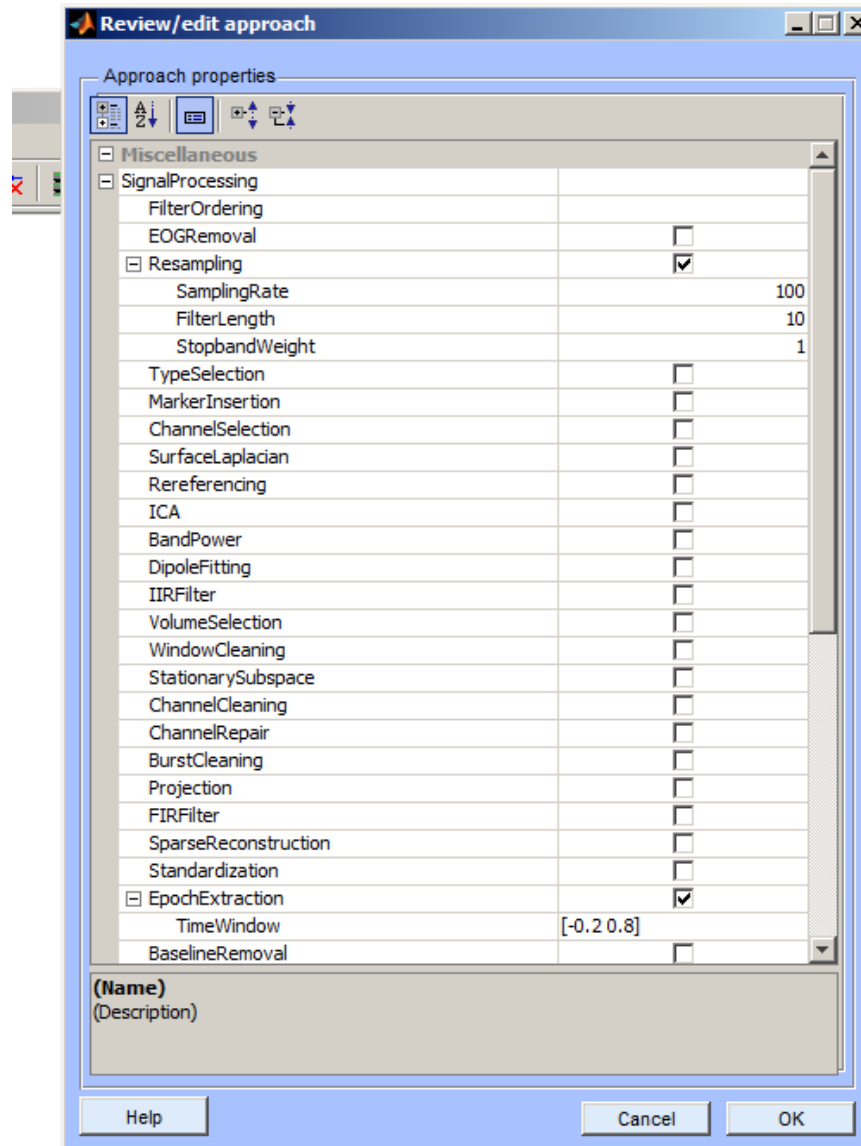 Review/edit approach
Approach properties
Miscellaneous
SignalProcessing
FilterOrdering
EOGRemoval
Resampling
SamplingRate 100
FilterLength 10
StopbandWeight 1
TypeSelection
MarkerInsertion
ChannelSelection
SurfaceLaplacian
Rereferencing
ICA
BandPower
DipoleFitting
IIRFilter
VolumeSelection
WindowCleaning
StationarySubspace
ChannelCleaning
ChannelRepair
BurstCleaning
Projection
FIRFilter
SparseReconstruction
Standardization
EpochExtraction
TimeWindow [-0.2 0.8]
BaselineRemoval
(Name)
(Description)
Help Cancel OK